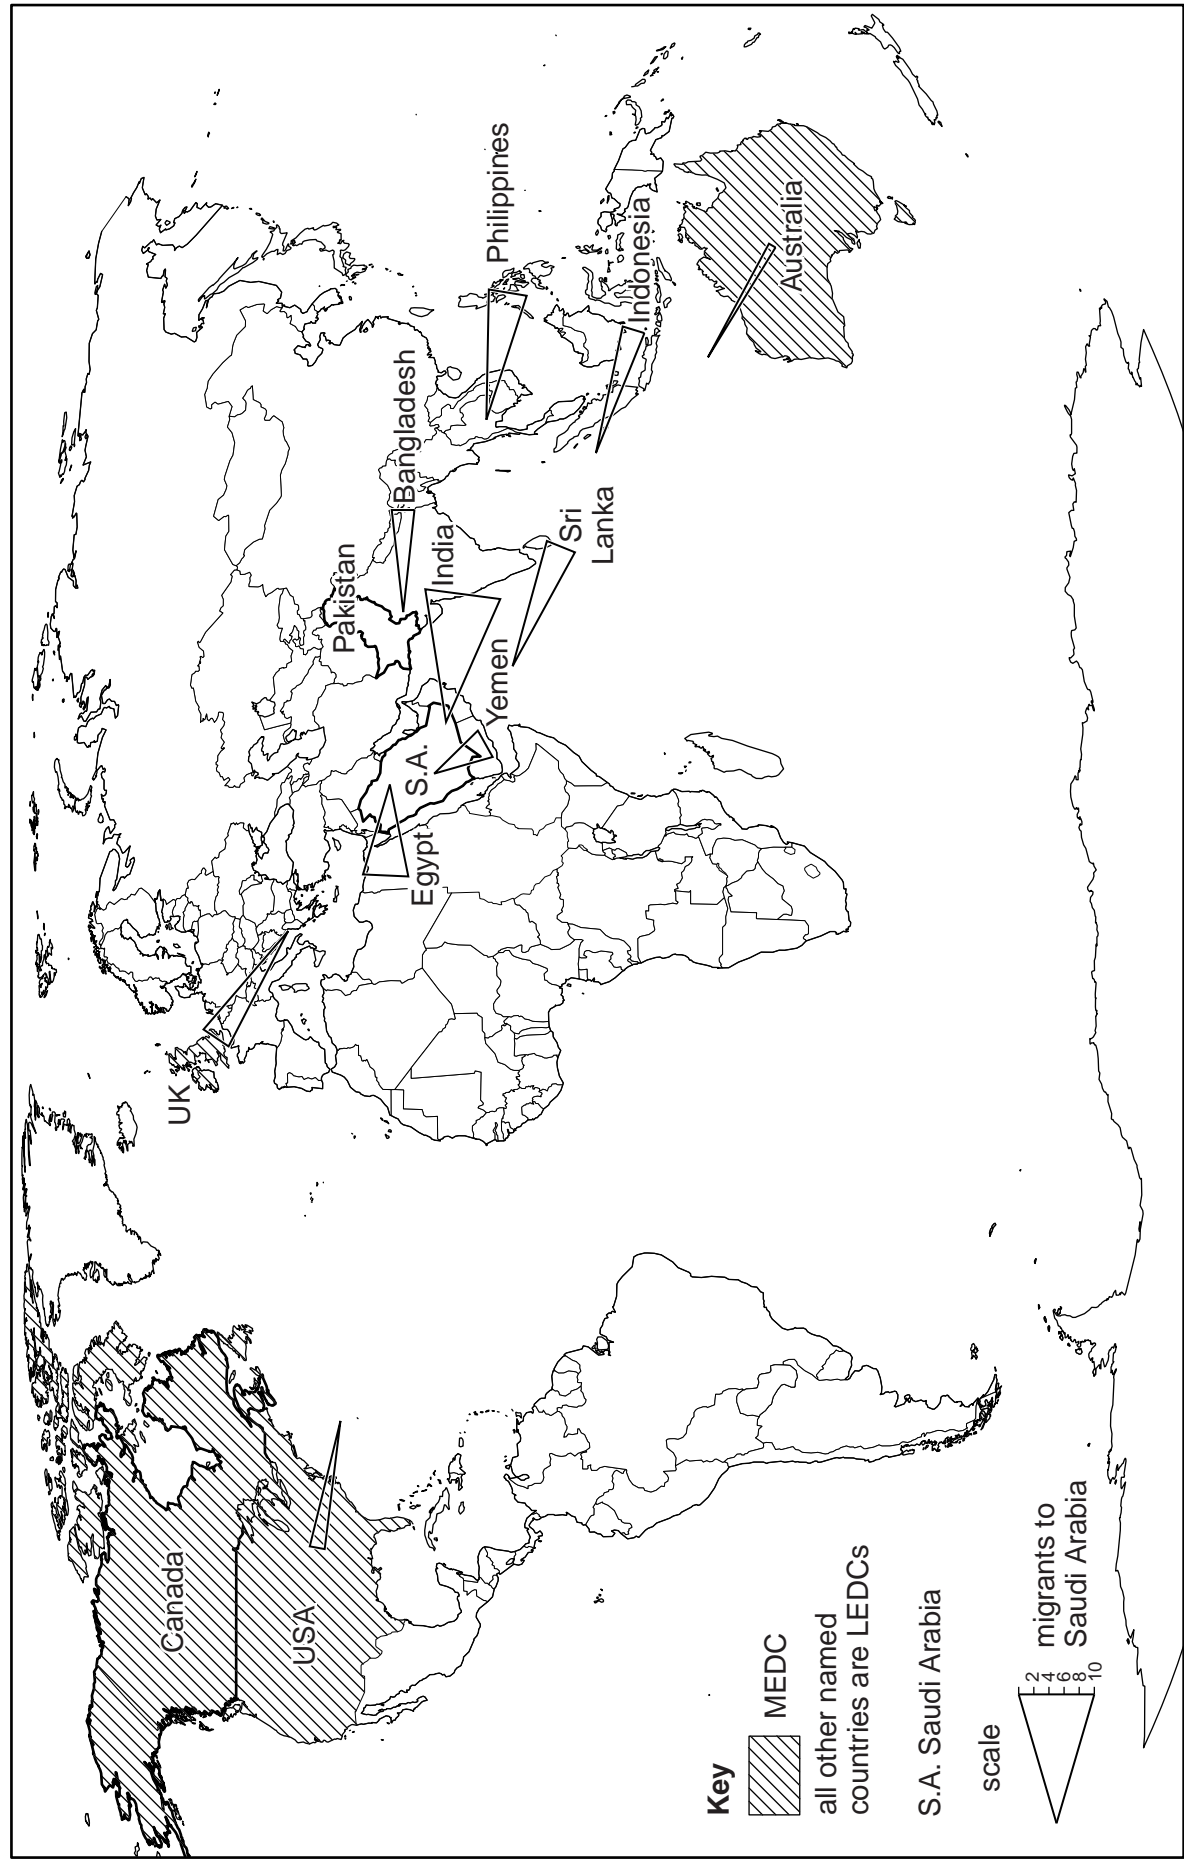 Canada
USA
UK
Egypt
S.A.
Yemen
Pakistan
India
Bangladesh
Sri
Lanka
Philippines
Indonesia
Australia
Key
MEDC
all other named
countries are LEDCs
S.A. Saudi Arabia
scale
2
4
6
8
10
migrants to
Saudi Arabia